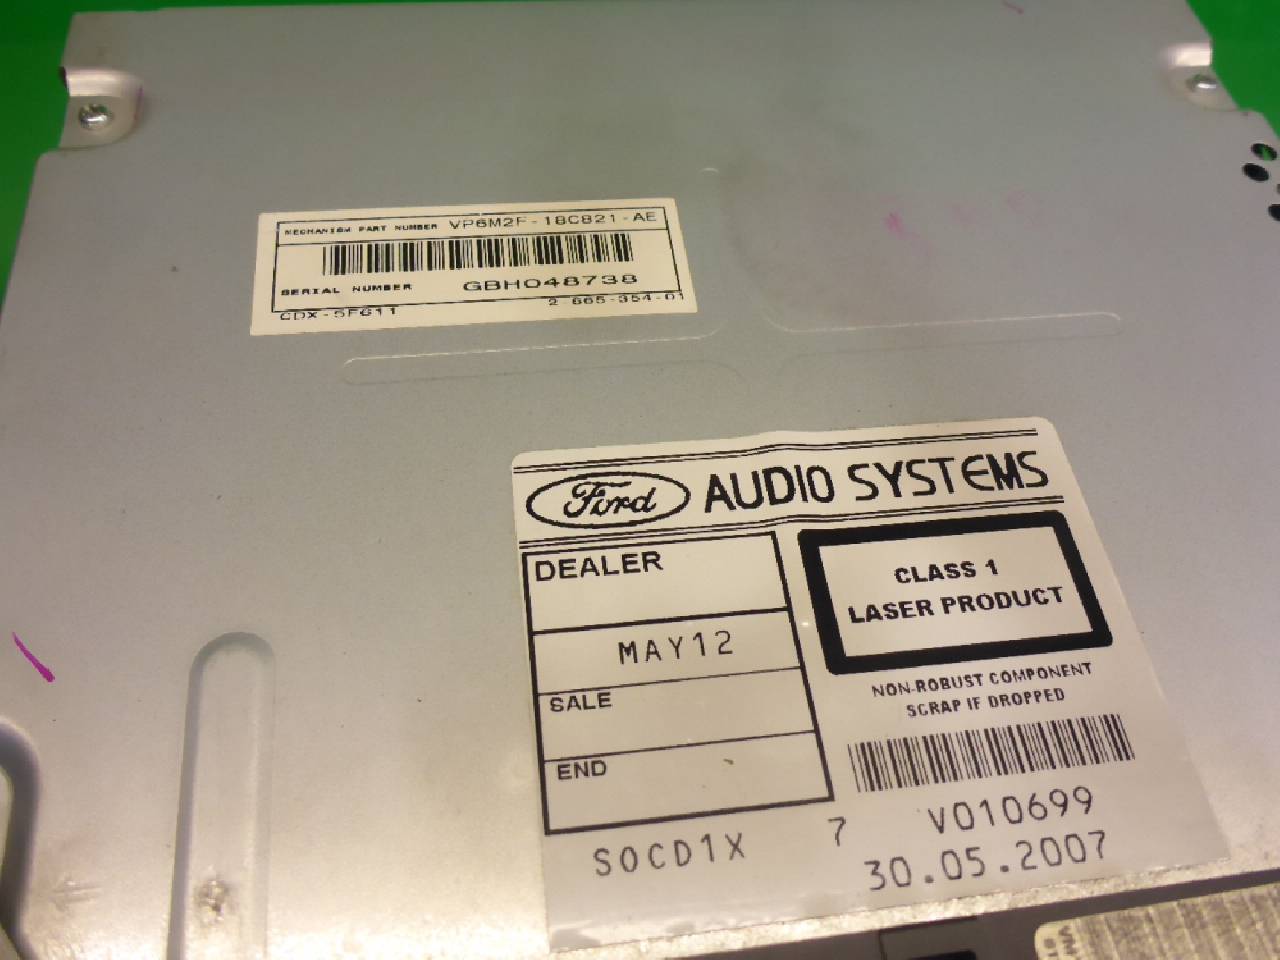 MECHANISM PART NUMBER VP6M2F-18C821-AE
SERIAL NUMBER GBH048738
CDX-5FG11 2-665-354-01
Ford AUDIO SYSTEMS
DEALER
MAY12
SALE
END
CLASS 1
LASER PRODUCT
NON-ROBUST COMPONENT
SCRAP IF DROPPED
V010699
SOCD1X 7 30.05.2007